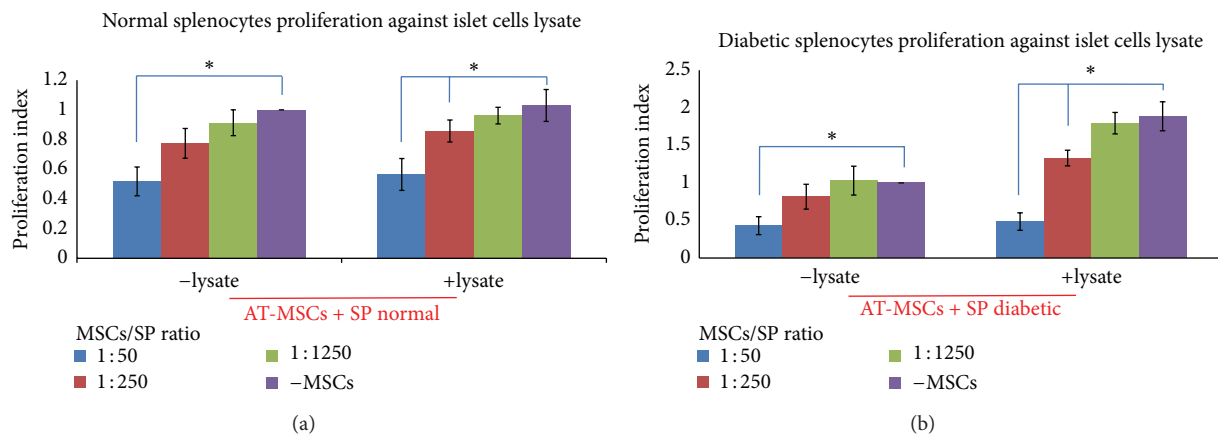 Normal splenocytes proliferation against islet cells lysate
Proliferation index
1.2
1
0.8
0.6
0.4
0.2
0
*
*
−lysate
+lysate
AT-MSCs + SP normal
MSCs/SP ratio
1:50
1:250
1:1250
−MSCs
(a)
Diabetic splenocytes proliferation against islet cells lysate
Proliferation index
2.5
2
1.5
1
0.5
0
*
*
−lysate
+lysate
AT-MSCs + SP diabetic
MSCs/SP ratio
1:50
1:250
1:1250
−MSCs
(b)